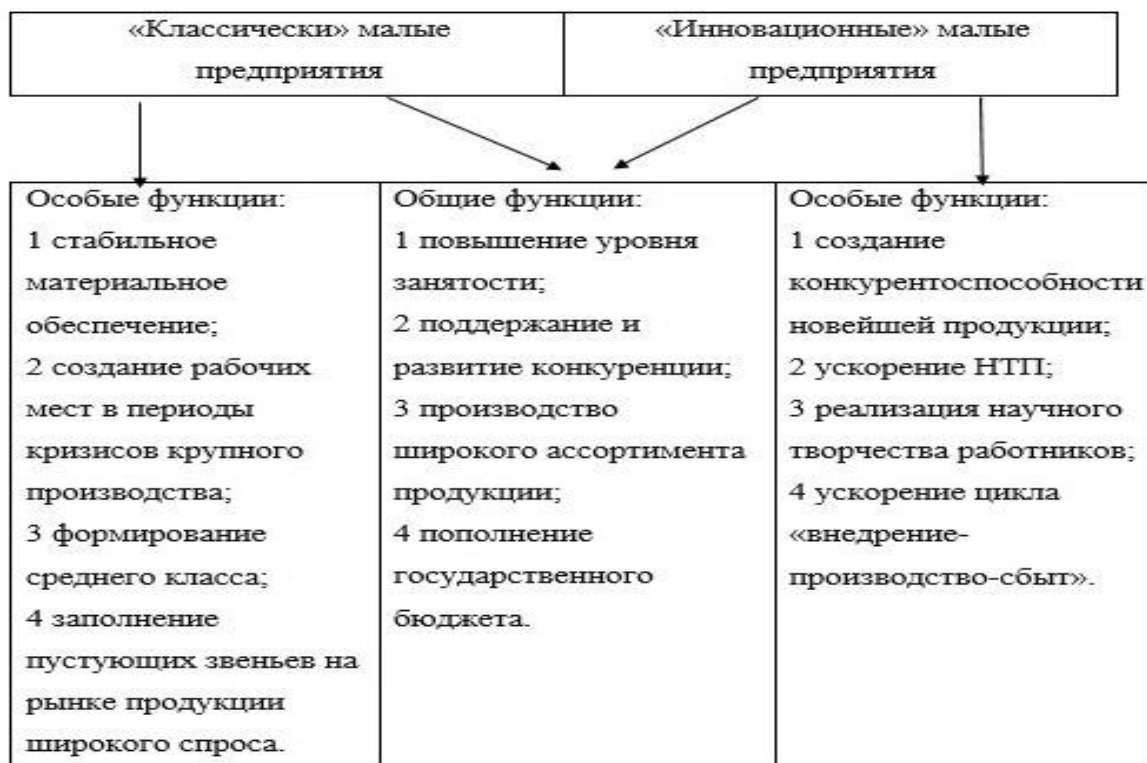 «Классически» малые
предприятия
«Инновационные» малые
предприятия
Особые функции:
1 стабильное
материальное
обеспечение;
2 создание рабочих
мест в периоды
кризисов крупного
производства;
3 формирование
среднего класса;
4 заполнение
пустующих звеньев на
рынке продукции
широкого спроса.
Общие функции:
1 повышение уровня
занятости;
2 поддержание и
развитие конкуренции;
3 производство
широкого ассортимента
продукции;
4 пополнение
государственного
бюджета.
Особые функции:
1 создание
конкурентоспособности
новейшей продукции;
2 ускорение НТП;
3 реализация научного
творчества работников;
4 ускорение цикла
«внедрение-
производство-сбыт».